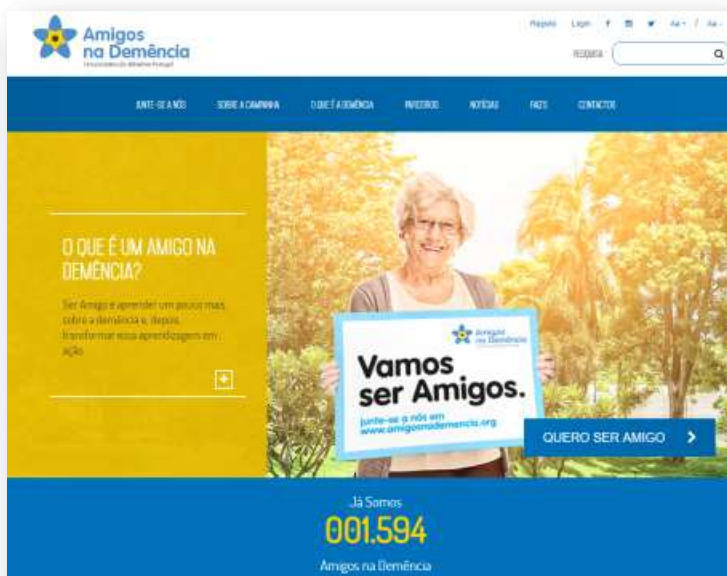 Amigos
na Demência
Registo Login f Aa + / Aa -
PESQUISA
JUNTE-SE A NÓS SOBRE A CAMPANHA O QUE É A DEMÊNCIA PARCEIROS NOTÍCIAS FAQ'S CONTACTOS
O QUE É UM AMIGO NA
DEMÊNCIA?
Ser Amigo é aprender um pouco mais
sobre a demência e, depois,
transformar essa aprendizagem em
ação
+
Amigos
na Demência
Vamos
ser Amigos.
junte-se a nós em
www.amigosnademencia.org
QUERO SER AMIGO
Já Somos
001.594
Amigos na Demência